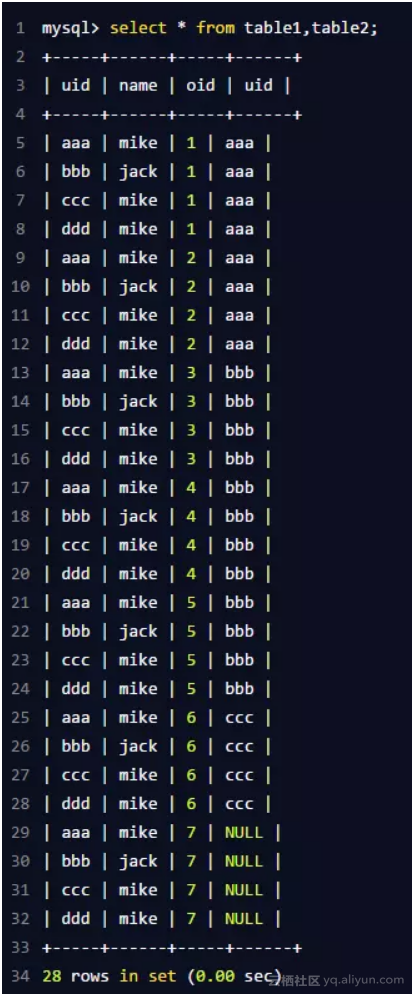 1 mysql> select * from table1,table2;
2 +-----+------+-----+------+
3 | uid | name | oid | uid |
4 +-----+------+-----+------+
5 | aaa | mike | 1 | aaa |
6 | bbb | jack | 1 | aaa |
7 | ccc | mike | 1 | aaa |
8 | ddd | mike | 1 | aaa |
9 | aaa | mike | 2 | aaa |
10 | bbb | jack | 2 | aaa |
11 | ccc | mike | 2 | aaa |
12 | ddd | mike | 2 | aaa |
13 | aaa | mike | 3 | bbb |
14 | bbb | jack | 3 | bbb |
15 | ccc | mike | 3 | bbb |
16 | ddd | mike | 3 | bbb |
17 | aaa | mike | 4 | bbb |
18 | bbb | jack | 4 | bbb |
19 | ccc | mike | 4 | bbb |
20 | ddd | mike | 4 | bbb |
21 | aaa | mike | 5 | bbb |
22 | bbb | jack | 5 | bbb |
23 | ccc | mike | 5 | bbb |
24 | ddd | mike | 5 | bbb |
25 | aaa | mike | 6 | ccc |
26 | bbb | jack | 6 | ccc |
27 | ccc | mike | 6 | ccc |
28 | ddd | mike | 6 | ccc |
29 | aaa | mike | 7 | NULL |
30 | bbb | jack | 7 | NULL |
31 | ccc | mike | 7 | NULL |
32 | ddd | mike | 7 | NULL |
33 +-----+------+-----+------+
34 28 rows in set (0.00 sec)
云栖社区 yq.aliyun.com